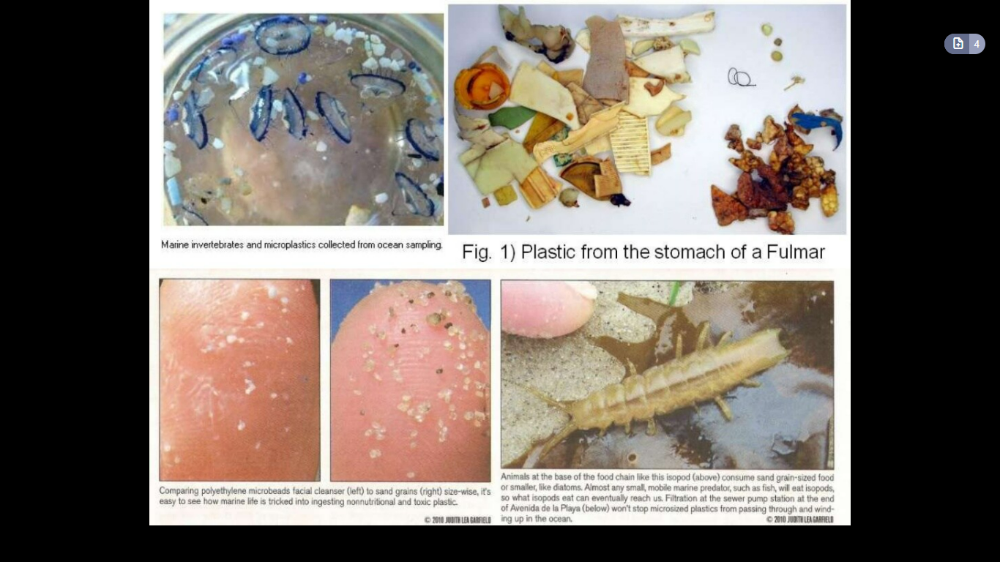 4
Marine invertebrates and microplastics collected from ocean sampling.
Fig. 1) Plastic from the stomach of a Fulmar
Comparing polyethylene microbeads facial cleanser (left) to sand grains (right) size-wise, it's
easy to see how marine life is tricked into ingesting nonnutritional and toxic plastic.
© 2010 JUDITH LEA GARFIELD
Animals at the base of the food chain like this isopod (above) consume sand grain-sized food
or smaller, like diatoms. Almost any small, mobile marine predator, such as fish, will eat isopods,
so what isopods eat can eventually reach us. Filtration at the sewer pump station at the end
of Avenida de la Playa (below) won't stop microsized plastics from passing through and wind-
ing up in the ocean.
© 2010 JUDITH LEA GARFIELD